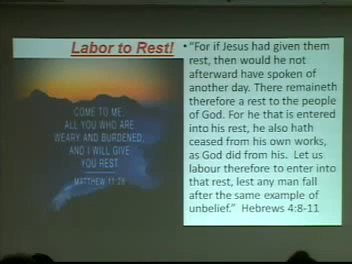 Labor to Rest!
COME TO ME,
ALL YOU WHO ARE
WEARY AND BURDENED,
AND I WILL GIVE
YOU REST.
MATTHEW 11:28
• "For if Jesus had given them
rest, then would he not
afterward have spoken of
another day. There remaineth
therefore a rest to the people
of God. For he that is entered
into his rest, he also hath
ceased from his own works,
as God did from his. Let us
labour therefore to enter into
that rest, lest any man fall
after the same example of
unbelief." Hebrews 4:8-11